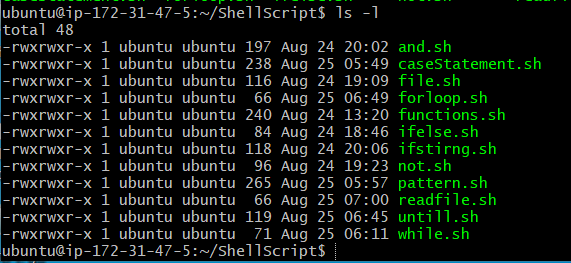 ubuntu@ip-172-31-47-5:~/ShellScript$ ls -l
total 48
-rwxrwxr-x 1 ubuntu ubuntu 197 Aug 24 20:02 and.sh
-rwxrwxr-x 1 ubuntu ubuntu 238 Aug 25 05:49 caseStatement.sh
-rwxrwxr-x 1 ubuntu ubuntu 116 Aug 24 19:09 file.sh
-rwxrwxr-x 1 ubuntu ubuntu  66 Aug 25 06:49 forloop.sh
-rwxrwxr-x 1 ubuntu ubuntu 240 Aug 24 13:20 functions.sh
-rwxrwxr-x 1 ubuntu ubuntu  84 Aug 24 18:46 ifelse.sh
-rwxrwxr-x 1 ubuntu ubuntu 118 Aug 24 20:06 ifstirng.sh
-rwxrwxr-x 1 ubuntu ubuntu  96 Aug 24 19:23 not.sh
-rwxrwxr-x 1 ubuntu ubuntu 265 Aug 25 05:57 pattern.sh
-rwxrwxr-x 1 ubuntu ubuntu  66 Aug 25 07:00 readfile.sh
-rwxrwxr-x 1 ubuntu ubuntu 119 Aug 25 06:45 untill.sh
-rwxrwxr-x 1 ubuntu ubuntu  71 Aug 25 06:11 while.sh
ubuntu@ip-172-31-47-5:~/ShellScript$